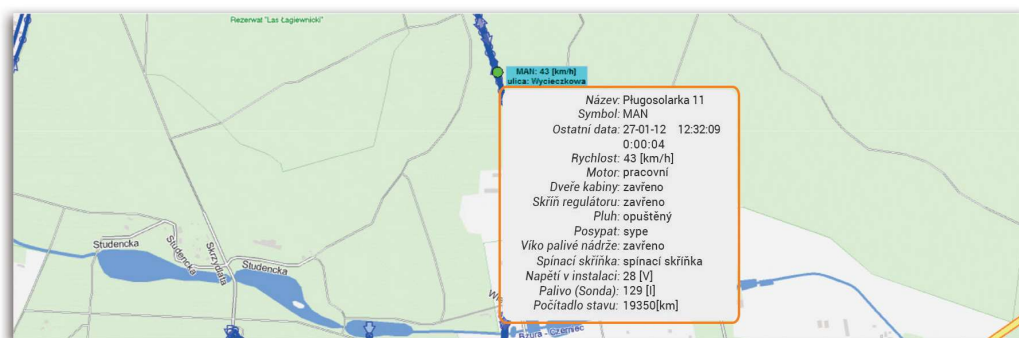 Rezerwat "Las Łagiewnicki"
MAN: 43 [km/h]
ulica: Wycieczkowa
Název: Pługosolarka 11
Symbol: MAN
Ostatní data: 27-01-12 12:32:09
0:00:04
Rychlost: 43 [km/h]
Motor: pracovní
Dveře kabiny: zavřeno
Skříň regulátoru: zavřeno
Pluh: opuštěný
Posypat: sype
Víko palivé nádrže: zavřeno
Spínací skříňka: spínací skříňka
Napětí v instalaci: 28 [V]
Palivo (Sonda): 129 [l]
Počítadlo stavu: 19350[km]
Studencka
Studencka
Skrzydlata
Studencka
Bzura - Czerniec